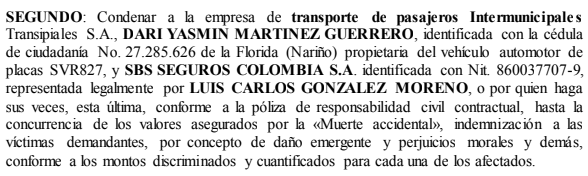 SEGUNDO: Condenar a la empresa de transporte de pasajeros Intermunicipales
Transipiales S.A., DARI YASMIN MARTINEZ GUERRERO, identificada con la cédula
de ciudadanía No. 27.285.626 de la Florida (Nariño) propietaria del vehículo automotor de
placas SVR827, y SBS SEGUROS COLOMBIA S.A. identificada con Nit. 860037707-9,
representada legalmente por LUIS CARLOS GONZALEZ MORENO, o por quien haga
sus veces, esta última, conforme a la póliza de responsabilidad civil contractual, hasta la
concurrencia de los valores asegurados por la «Muerte accidental», indemnización a las
víctimas demandantes, por concepto de daño emergente y perjuicios morales y demás,
conforme a los montos discriminados y cuantificados para cada una de los afectados.